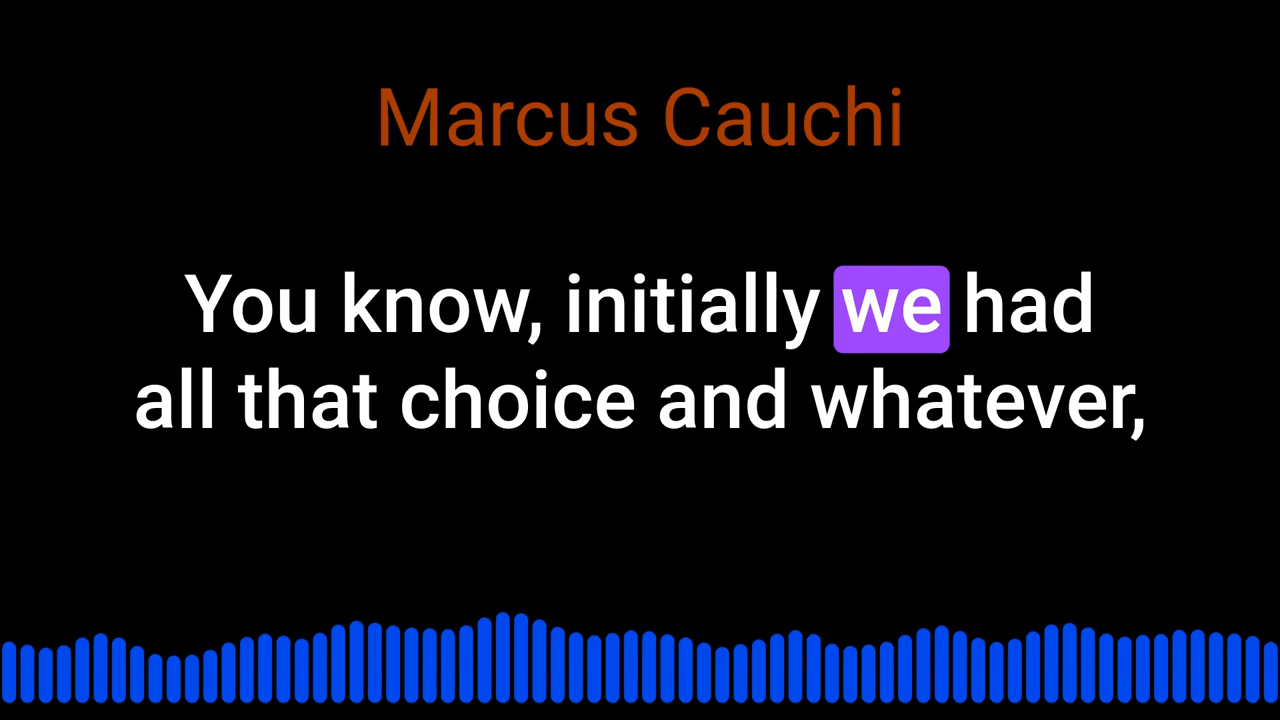 Marcus Cauchi
You know, initially we had
all that choice and whatever,